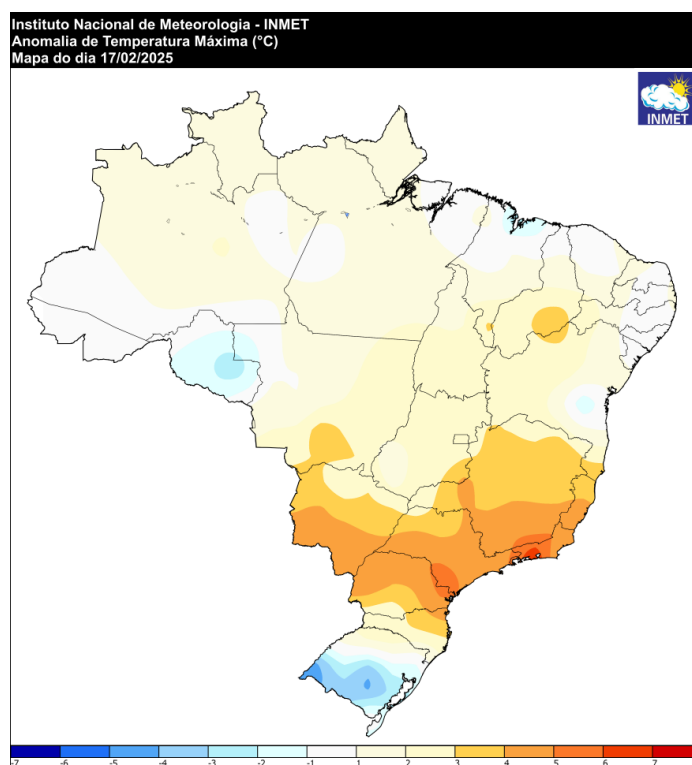 Instituto Nacional de Meteorologia - INMET
Anomalia de Temperatura Máxima (°C)
Mapa do dia 17/02/2025
INMET
-7 -6 -5 -4 -3 -2 -1 1 2 3 4 5 6 7